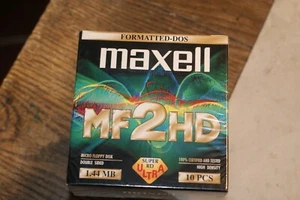 FORMATTED-DOS
maxell
MF2HD
MICRO FLOPPY DISK
DOUBLE SIDED
100% CERTIFIED AND TESTED
HIGH DENSITY
1.44 MB
SUPER
RD
ULTRA
10 PCS